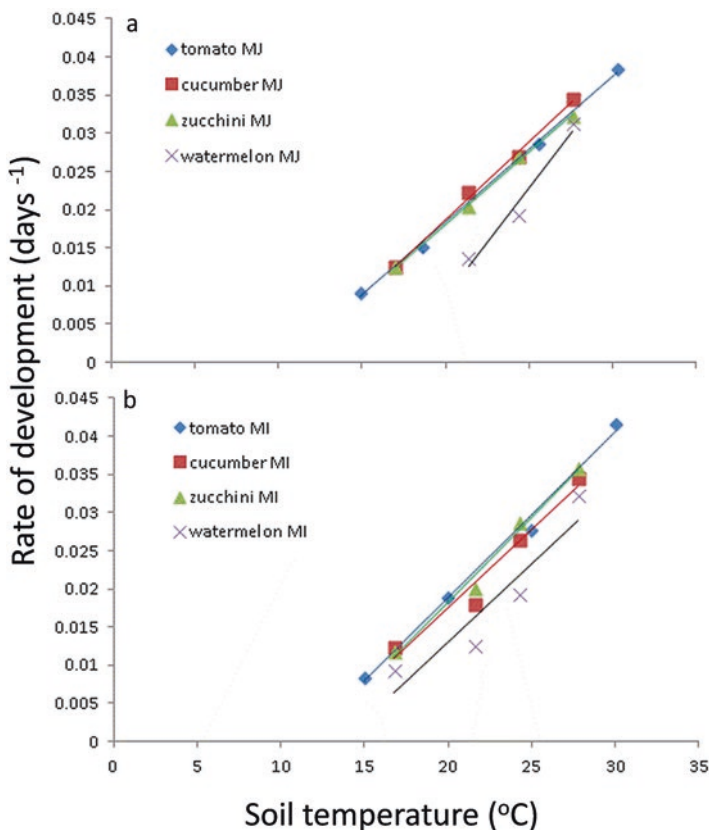 a
0.045
0.04
0.035
0.03
0.025
0.02
0.015
0.01
0.005
0
tomato MJ
cucumber MJ
zucchini MJ
watermelon MJ
b
0.045
0.04
0.035
0.03
0.025
0.02
0.015
0.01
0.005
0
tomato MI
cucumber MI
zucchini MI
watermelon MI
0 5 10 15 20 25 30 35
Rate of development (days -1)
Soil temperature (oC)